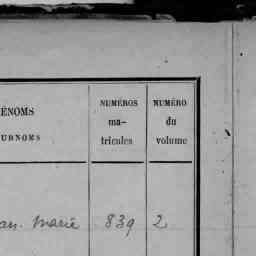 ÉNOMS
URNOMS
NUMÉROS
ma-
tricules
NUMÉRO
du
volume
Marie 839 2